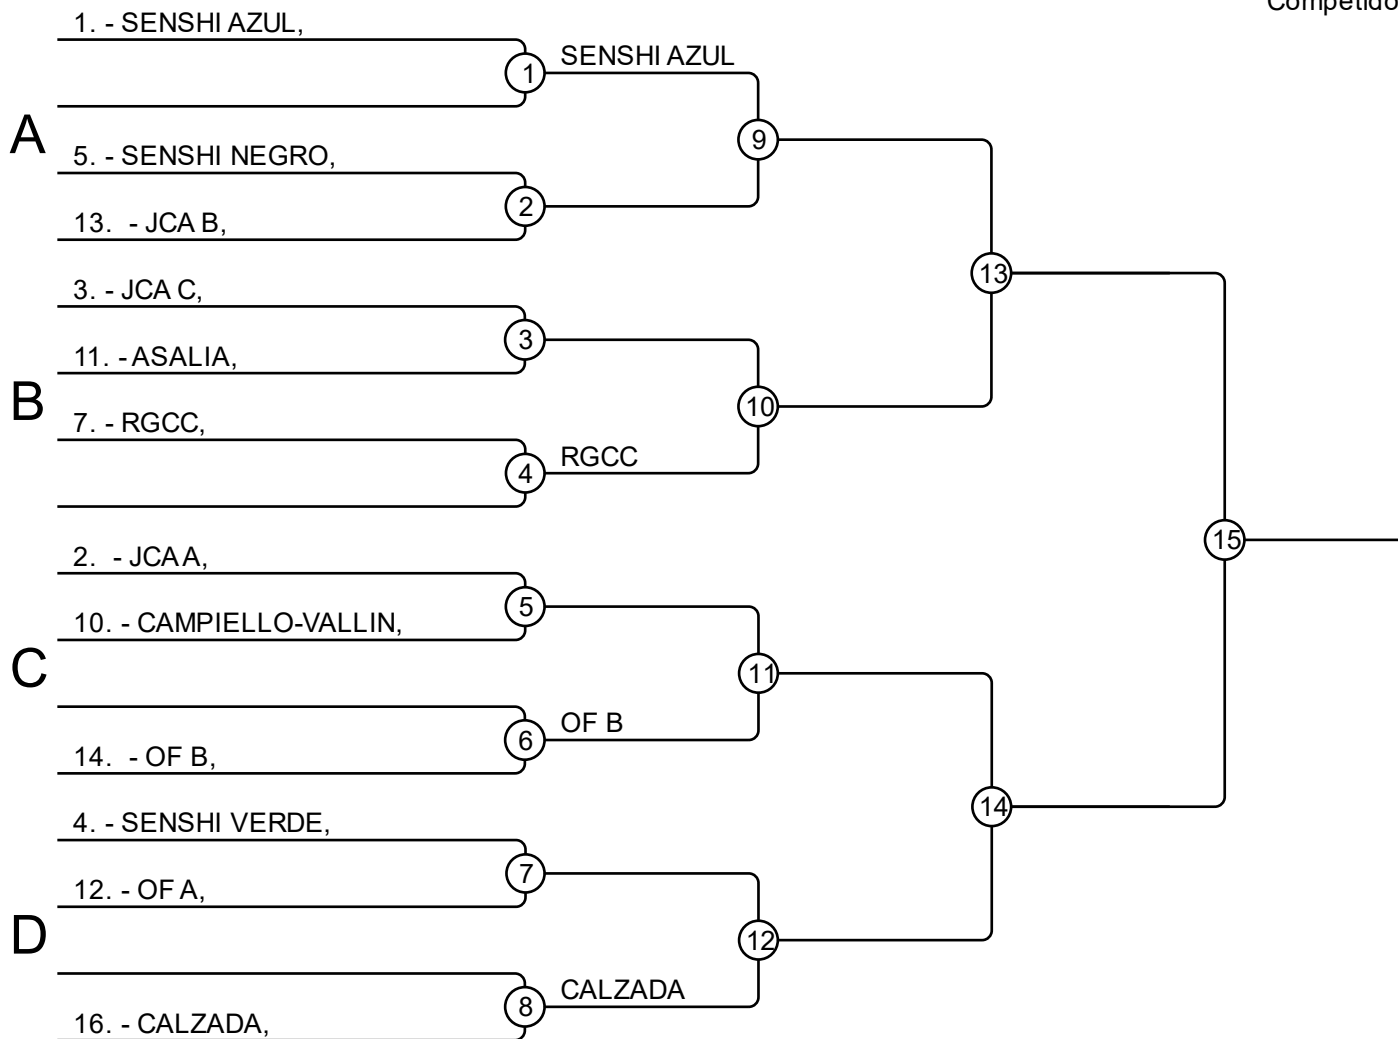 Competido
1. - SENSHI AZUL,
1
SENSHI AZUL
A
9
5. - SENSHI NEGRO,
2
13. - JCA B,
3. - JCA C,
13
3
11. - ASALIA,
B
10
7. - RGCC,
4
RGCC
2. - JCA A,
15
5
10. - CAMPIELLO-VALLIN,
C
11
6
OF B
14. - OF B,
4. - SENSHI VERDE,
14
7
12. - OF A,
D
12
8
CALZADA
16. - CALZADA,